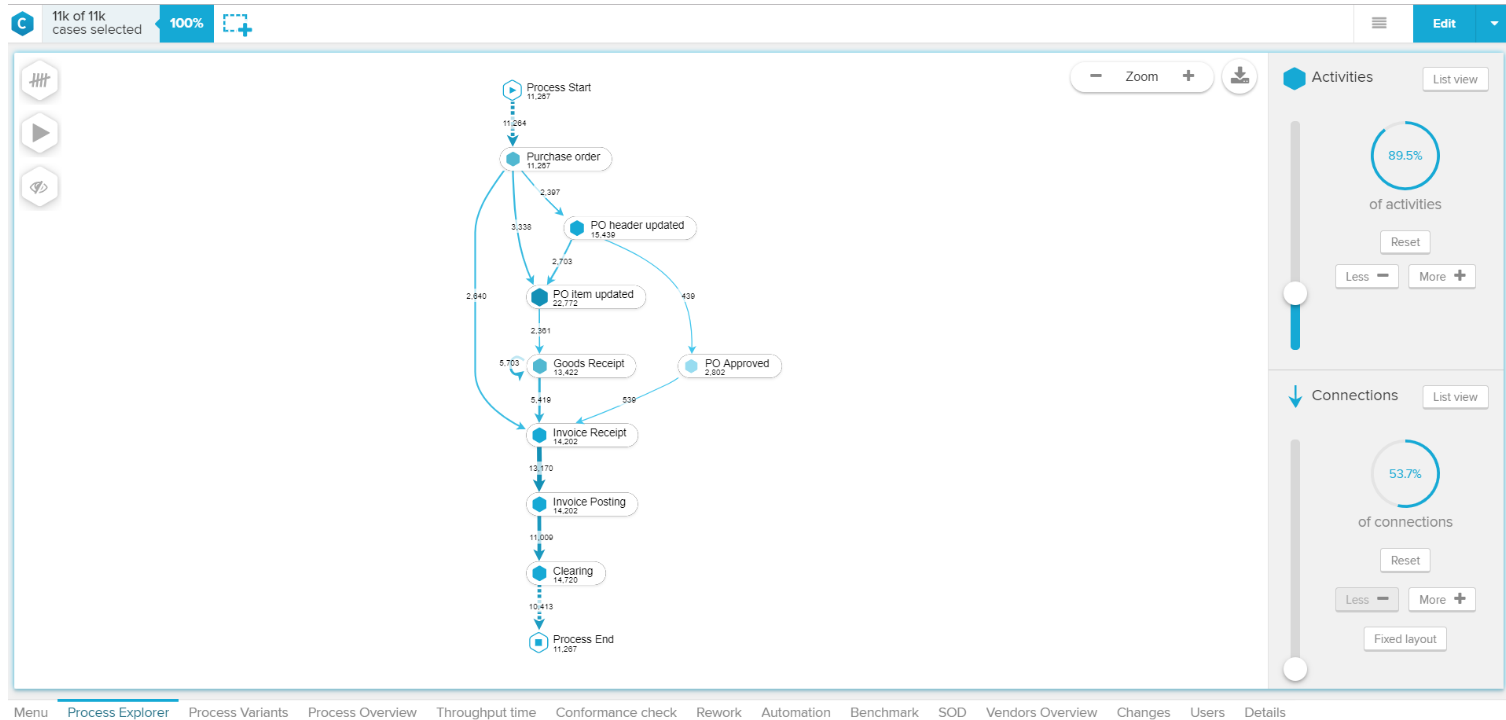 C
11k of 11k
cases selected
100%
Edit
Zoom
Process Start
11,267
11,264
Purchase order
11,267
2,397
3,338
PO header updated
15,439
2,703
2,640
PO item updated
22,772
439
2,361
5,703
Goods Receipt
13,422
PO Approved
2,802
5,419
539
Invoice Receipt
14,202
13,170
Invoice Posting
14,202
11,009
Clearing
14,720
10,413
Process End
11,267
Activities
List view
89.5%
of activities
Reset
Less
More
Connections
List view
53.7%
of connections
Reset
Less
More
Fixed layout
Menu Process Explorer Process Variants Process Overview Throughput time Conformance check Rework Automation Benchmark SOD Vendors Overview Changes Users Details